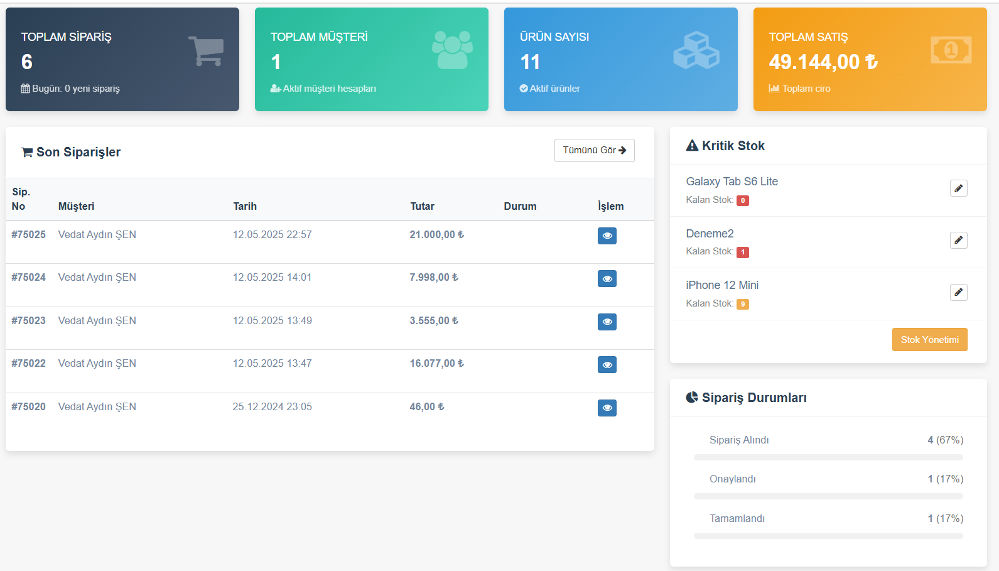 TOPLAM SİPARİŞ
6
Bugün: 0 yeni sipariş
TOPLAM MÜŞTERİ
1
Aktif müşteri hesapları
ÜRÜN SAYISI
11
Aktif ürünler
TOPLAM SATIŞ
49.144,00 ₺
1
Toplam ciro
Son Siparişler
Tümünü Gör
Sip. No Müşteri Tarih Tutar Durum İşlem
#75025 Vedat Aydın ŞEN 12.05.2025 22:57 21.000,00 ₺
#75024 Vedat Aydın ŞEN 12.05.2025 14:01 7.998,00 ₺
#75023 Vedat Aydın ŞEN 12.05.2025 13:49 3.555,00 ₺
#75022 Vedat Aydın ŞEN 12.05.2025 13:47 16.077,00 ₺
#75020 Vedat Aydın ŞEN 25.12.2024 23:05 46,00 ₺
Kritik Stok
Galaxy Tab S6 Lite
Kalan Stok: 0
Deneme2
Kalan Stok: 1
iPhone 12 Mini
Kalan Stok: 9
Stok Yönetimi
Sipariş Durumları
Sipariş Alındı 4 (67%)
Onaylandı 1 (17%)
Tamamlandı 1 (17%)